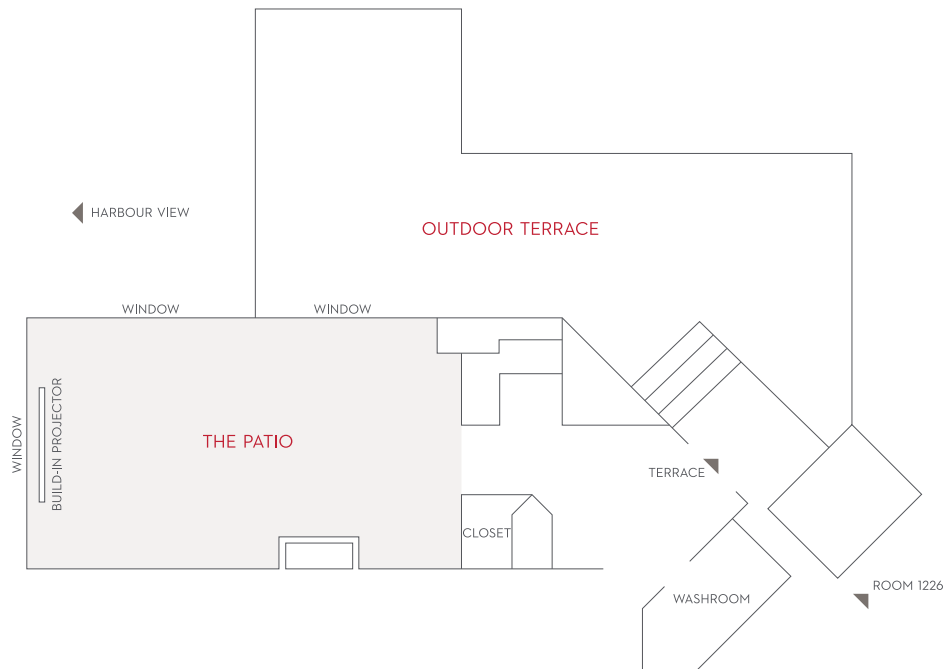 HARBOUR VIEW
OUTDOOR TERRACE
WINDOW
WINDOW
WINDOW
BUILD-IN PROJECTOR
THE PATIO
TERRACE
CLOSET
WASHROOM
ROOM 1226